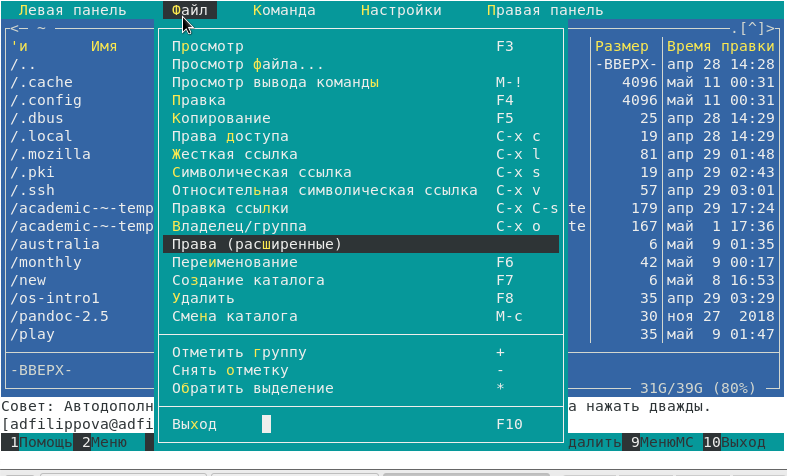 Левая панель Файл Команда Настройки Правая панель
<— ~ .[^]>
'и Имя Размер Время правки
/.. -ВВЕРХ- апр 28 14:28
/.cache 4096 май 11 00:31
/.config 4096 май 11 00:31
/.dbus 25 апр 28 14:29
/.local 19 апр 28 14:29
/.mozilla 81 апр 29 01:48
/.pki 19 апр 29 02:43
/.ssh 57 апр 29 03:01
/academic-~-temp te 179 апр 29 17:24
/academic-~-temp te 167 май 1 17:36
/australia 6 май 9 01:35
/monthly 42 май 9 00:17
/new 6 май 8 16:53
/os-intro1 35 апр 29 03:29
/pandoc-2.5 30 ноя 27 2018
/play 35 май 9 01:47
-ВВЕРХ-
31G/39G (80%)
Просмотр F3
Просмотр файла...
Просмотр вывода команды M-!
Правка F4
Копирование F5
Права доступа C-x c
Жесткая ссылка C-x l
Символическая ссылка C-x s
Относительная символическая ссылка C-x v
Правка ссылки C-x C-s
Владелец/группа C-x o
Права (расширенные)
Переименование F6
Создание каталога F7
Удалить F8
Смена каталога M-c
Отметить группу +
Снять отметку -
Обратить выделение *
Выход F10
Совет: Автодополн а нажать дважды.
[adfilippova@adfi
1Помощь 2Меню далить 9МенюМС 10Выход